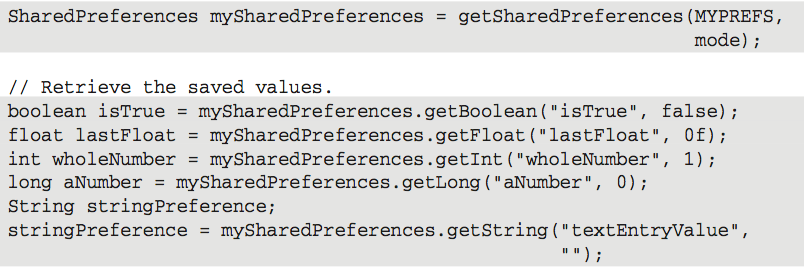 SharedPreferences mySharedPreferences = getSharedPreferences(MYPREFS,
mode);
// Retrieve the saved values.
boolean isTrue = mySharedPreferences.getBoolean("isTrue", false);
float lastFloat = mySharedPreferences.getFloat("lastFloat", 0f);
int wholeNumber = mySharedPreferences.getInt("wholeNumber", 1);
long aNumber = mySharedPreferences.getLong("aNumber", 0);
String stringPreference;
stringPreference = mySharedPreferences.getString("textEntryValue",
"");